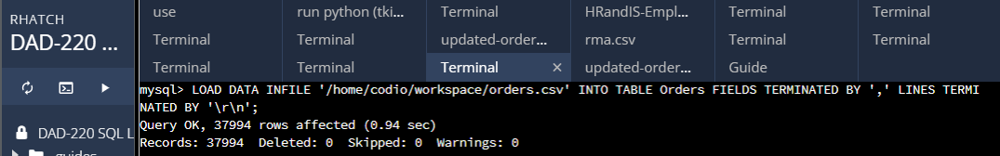 RHATCH
DAD-220 ...
use
run python (tki...
Terminal
HRandIS-Empl...
Terminal
Terminal
Terminal
Terminal
updated-order...
rma.csv
Terminal
Terminal
Terminal
Terminal
Terminal
×
updated-order...
Guide
DAD-220 SQL L
guides
mysql> LOAD DATA INFILE '/home/codio/workspace/orders.csv' INTO TABLE Orders FIELDS TERMINATED BY ',' LINES TERMI
NATED BY '\r\n';
Query OK, 37994 rows affected (0.94 sec)
Records: 37994  Deleted: 0  Skipped: 0  Warnings: 0